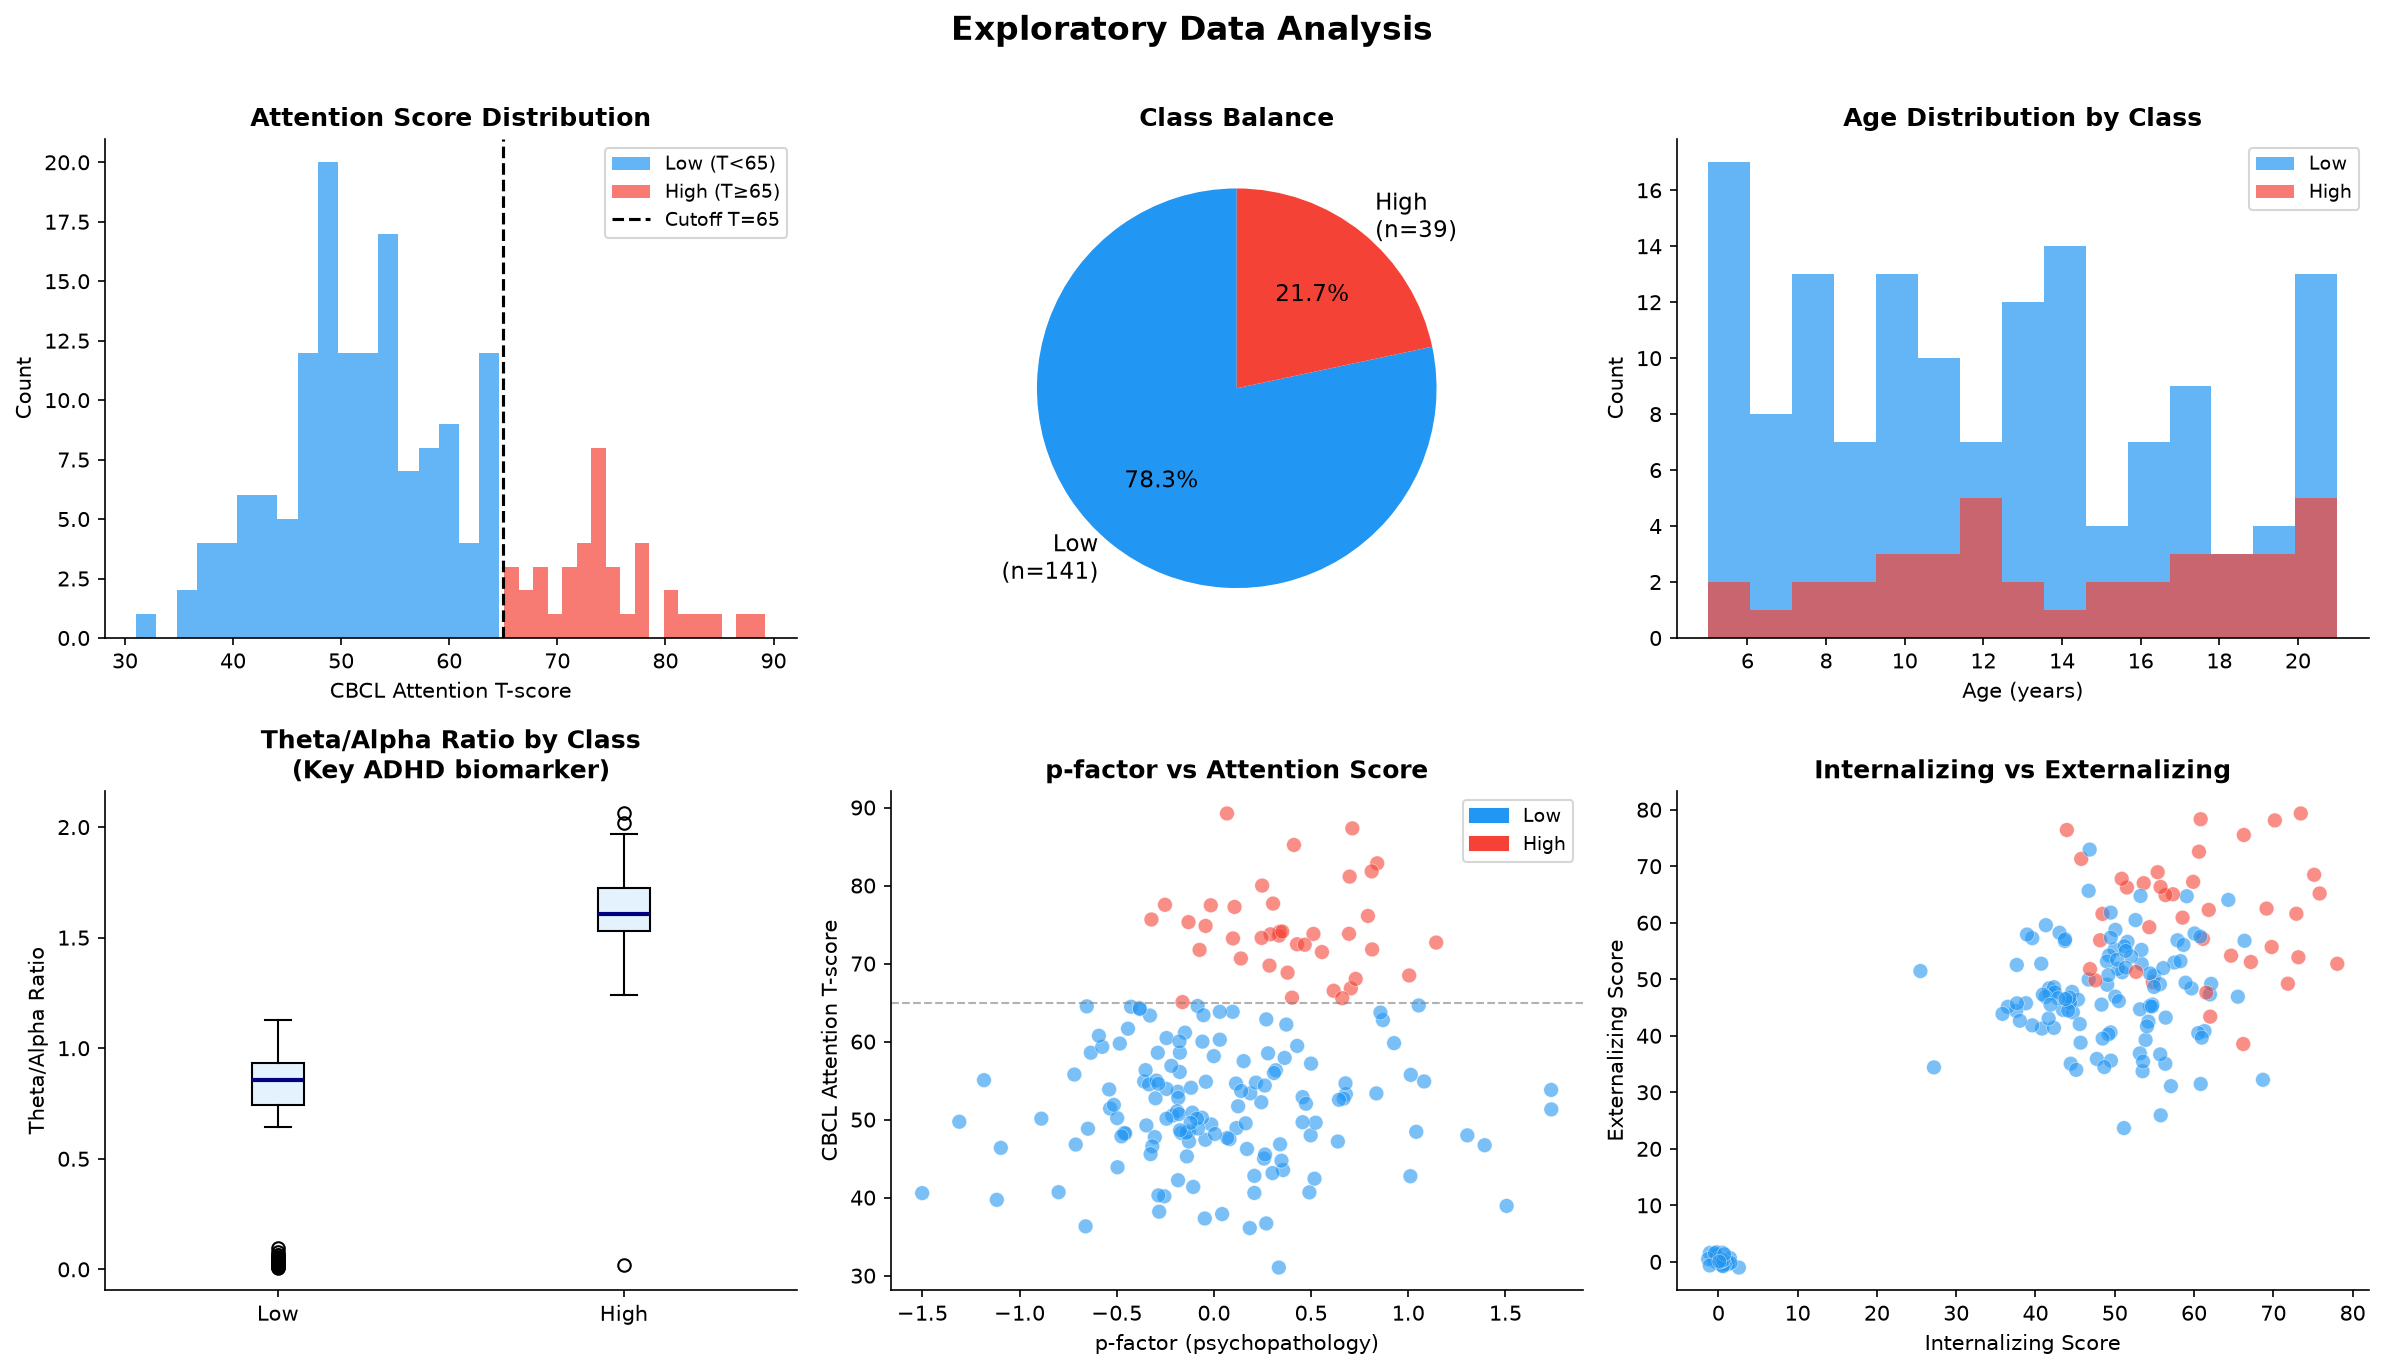 Exploratory Data Analysis
Attention Score Distribution
20.0
17.5
15.0
12.5
10.0
7.5
5.0
2.5
0.0
Count
30 40 50 60 70 80 90
CBCL Attention T-score
Low (T<65)
High (T≥65)
Cutoff T=65
Class Balance
High
(n=39)
21.7%
78.3%
Low
(n=141)
Age Distribution by Class
16
14
12
10
8
6
4
2
0
Count
6 8 10 12 14 16 18 20
Age (years)
Low
High
Theta/Alpha Ratio by Class
(Key ADHD biomarker)
2.0
1.5
1.0
0.5
0.0
Theta/Alpha Ratio
Low High
p-factor vs Attention Score
90
80
70
60
50
40
30
CBCL Attention T-score
−1.5 −1.0 −0.5 0.0 0.5 1.0 1.5
p-factor (psychopathology)
Low
High
Internalizing vs Externalizing
80
70
60
50
40
30
20
10
0
Externalizing Score
0 10 20 30 40 50 60 70 80
Internalizing Score